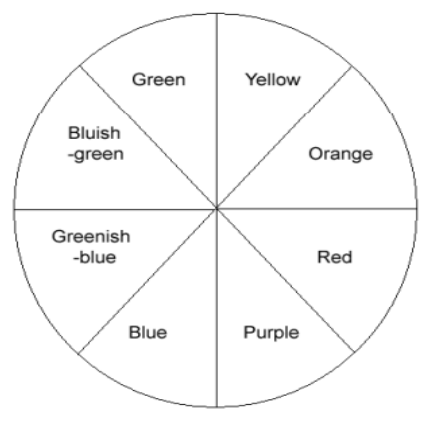 Green
Yellow
Bluish
-green
Orange
Greenish
-blue
Red
Blue
Purple